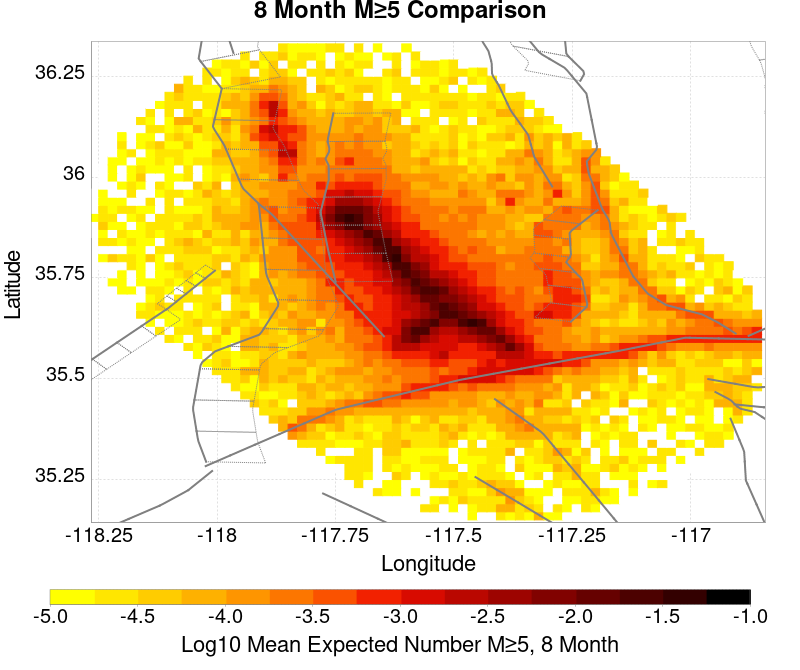 8 Month M≥5 Comparison
36.25
36
35.75
35.5
35.25
Latitude
-118.25 -118 -117.75 -117.5 -117.25 -117
Longitude
-5.0 -4.5 -4.0 -3.5 -3.0 -2.5 -2.0 -1.5 -1.0
Log10 Mean Expected Number M≥5, 8 Month